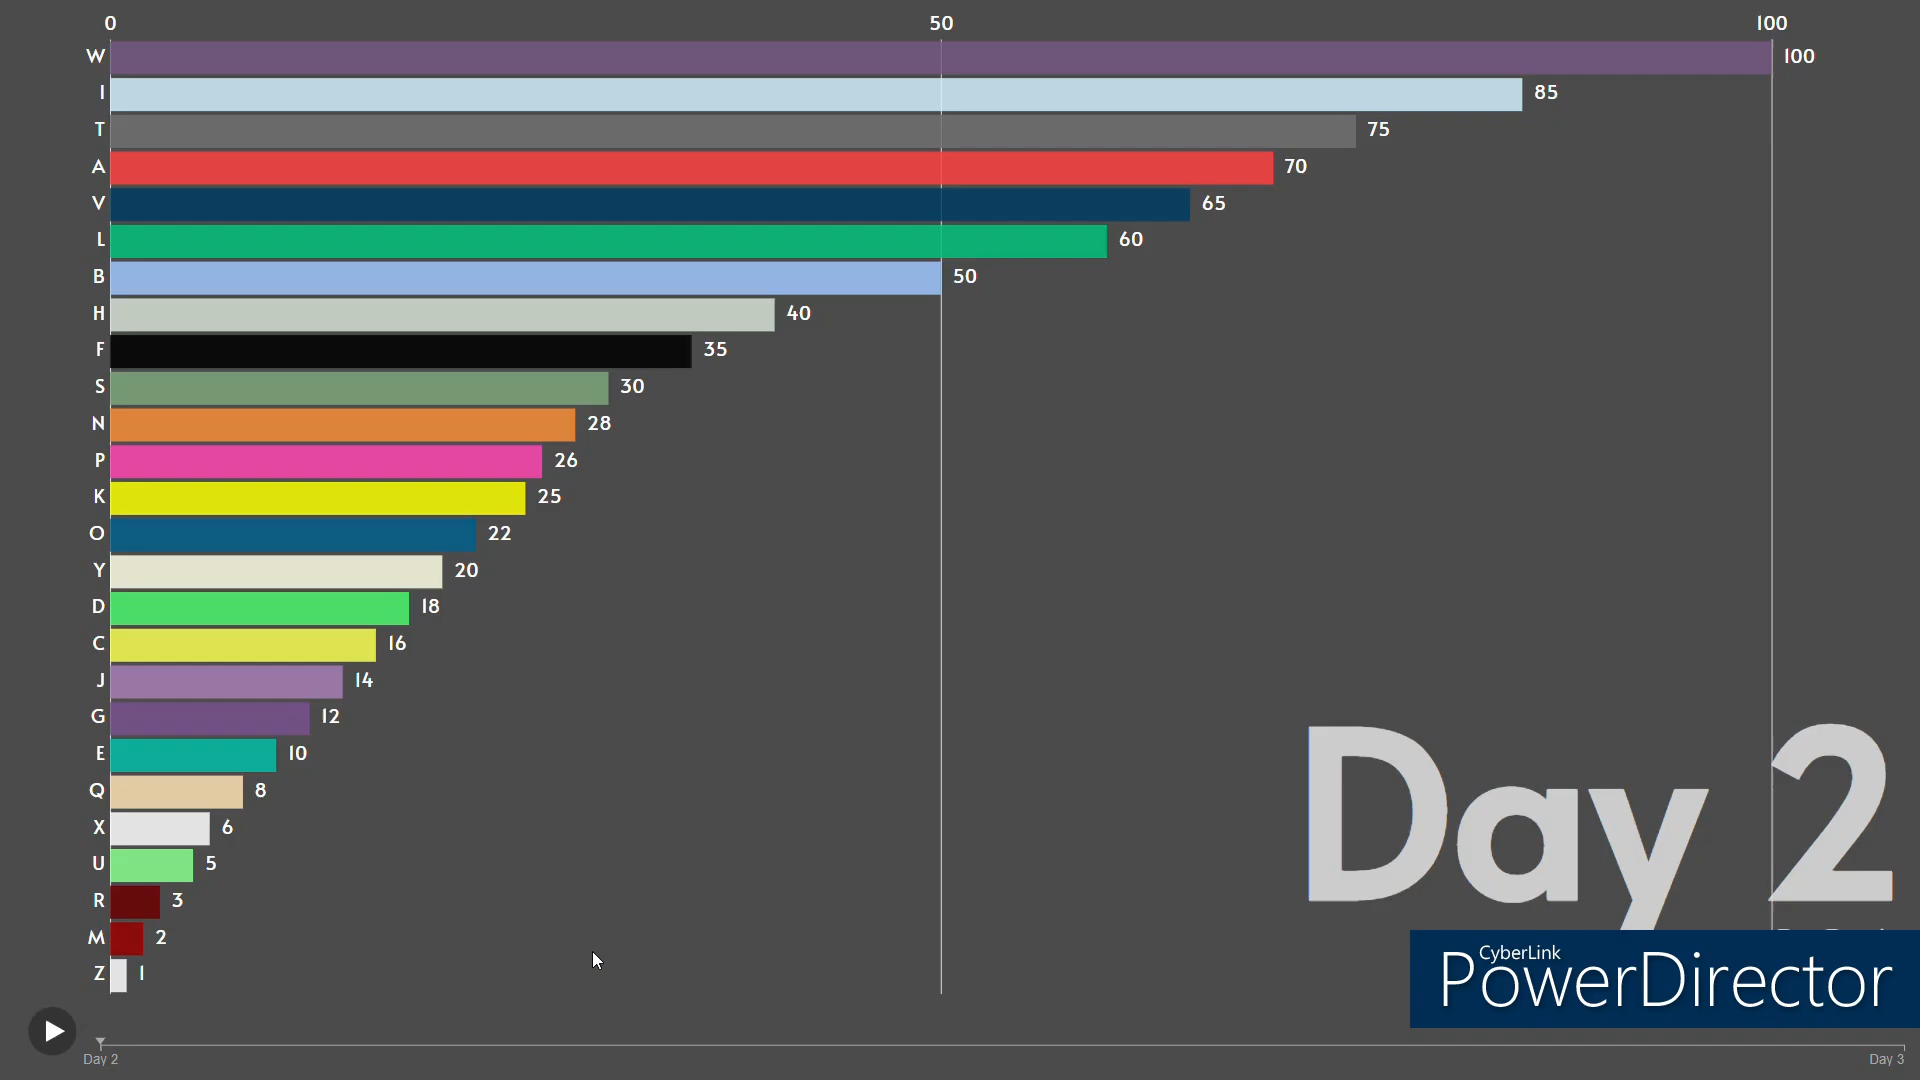 0 50 100
W 100
I 85
T 75
A 70
V 65
L 60
B 50
H 40
F 35
S 30
N 28
P 26
K 25
O 22
Y 20
D 18
C 16
J 14
G 12
E 10
Q 8
X 6
U 5
R 3
M 2
Z 1
Day 2
CyberLink
PowerDirector
Day 2 Day 3